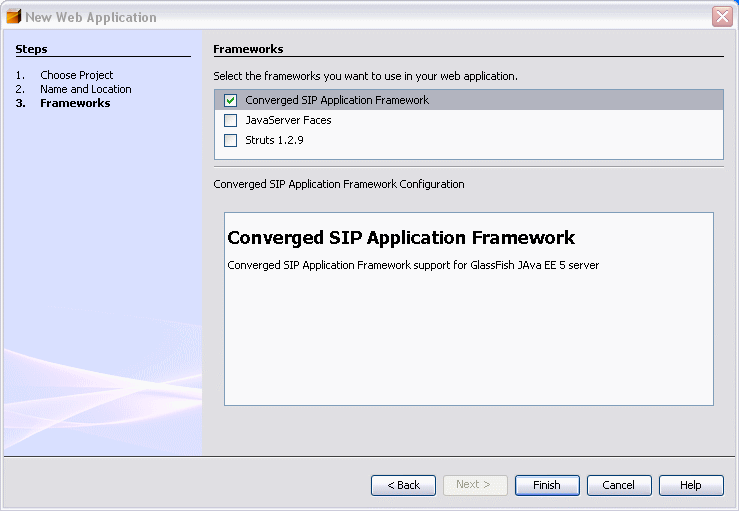 New Web Application
Steps
1. Choose Project
2. Name and Location
3. Frameworks
Frameworks
Select the frameworks you want to use in your web application.
Converged SIP Application Framework
JavaServer Faces
Struts 1.2.9
Converged SIP Application Framework Configuration
Converged SIP Application Framework
Converged SIP Application Framework support for GlassFish JAva EE 5 server
< Back
Next >
Finish
Cancel
Help